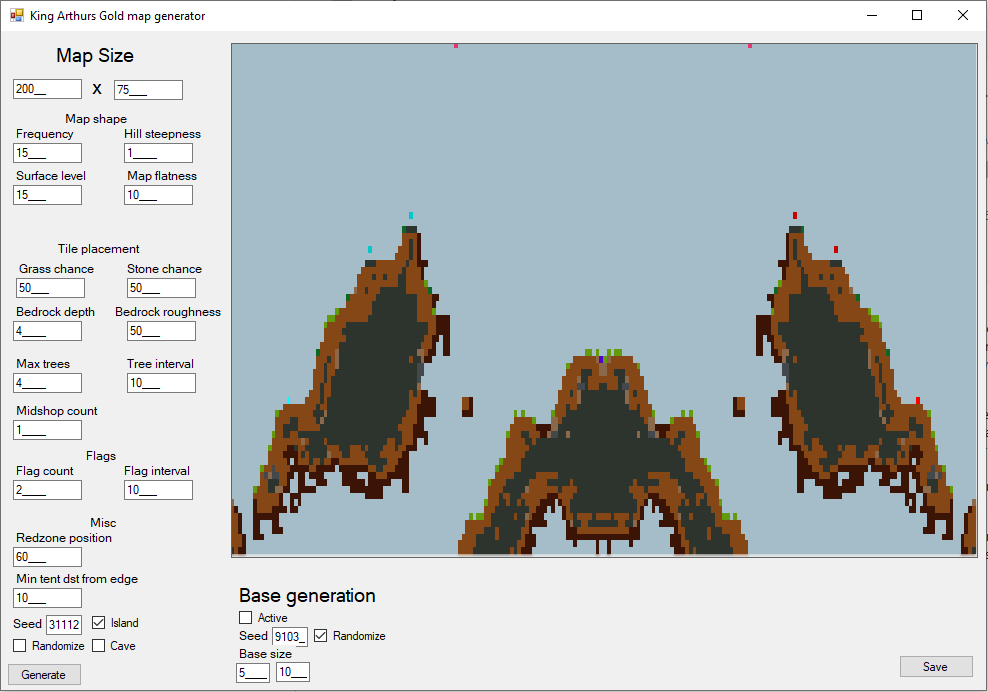 King Arthurs Gold map generator
Map Size
200__ X 75___
Map shape
Frequency Hill steepness
15___ 1____
Surface level Map flatness
15___ 10___
Tile placement
Grass chance Stone chance
50___ 50___
Bedrock depth Bedrock roughness
4____ 50___
Max trees Tree interval
4____ 10___
Midshop count
1____
Flags
Flag count Flag interval
2____ 10___
Misc
Redzone position
60___
Min tent dst from edge
10___
Seed 31112 Island
Randomize Cave
Generate
Base generation
Active
Seed 9103_ Randomize
Base size
5____ 10___
Save